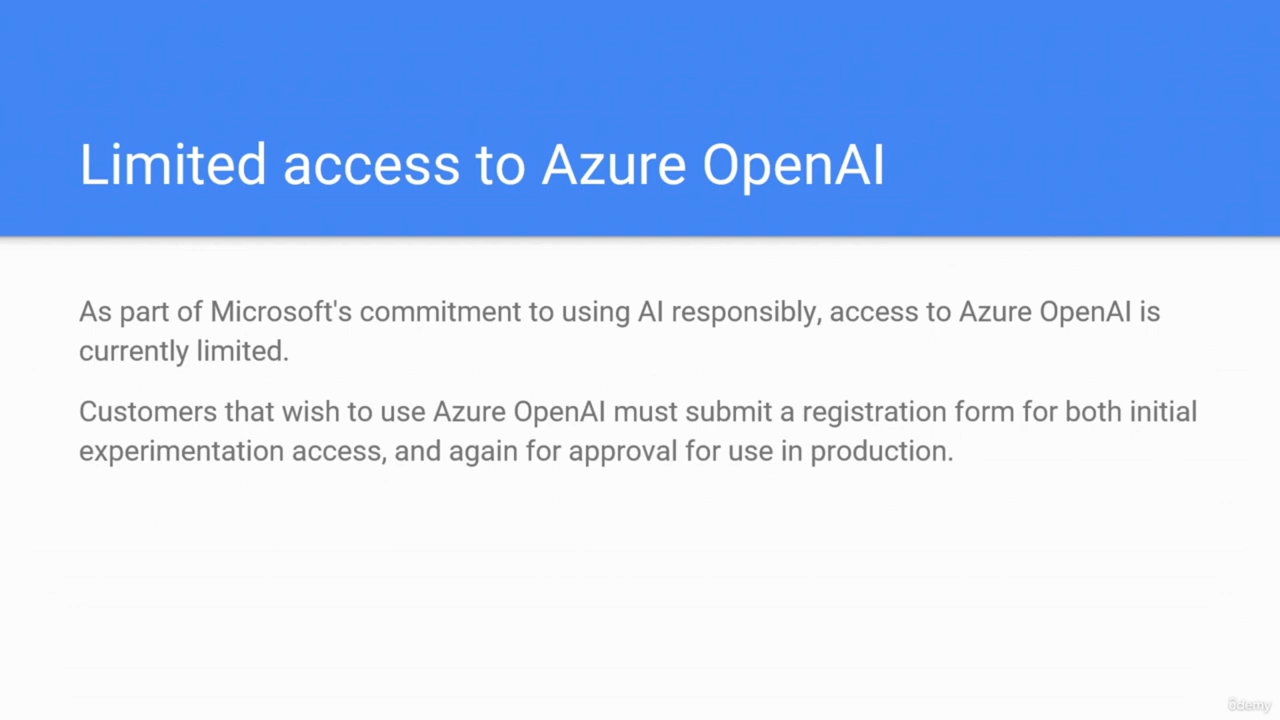 Limited access to Azure OpenAI
As part of Microsoft's commitment to using AI responsibly, access to Azure OpenAI is
currently limited.
Customers that wish to use Azure OpenAI must submit a registration form for both initial
experimentation access, and again for approval for use in production.
ûdemy